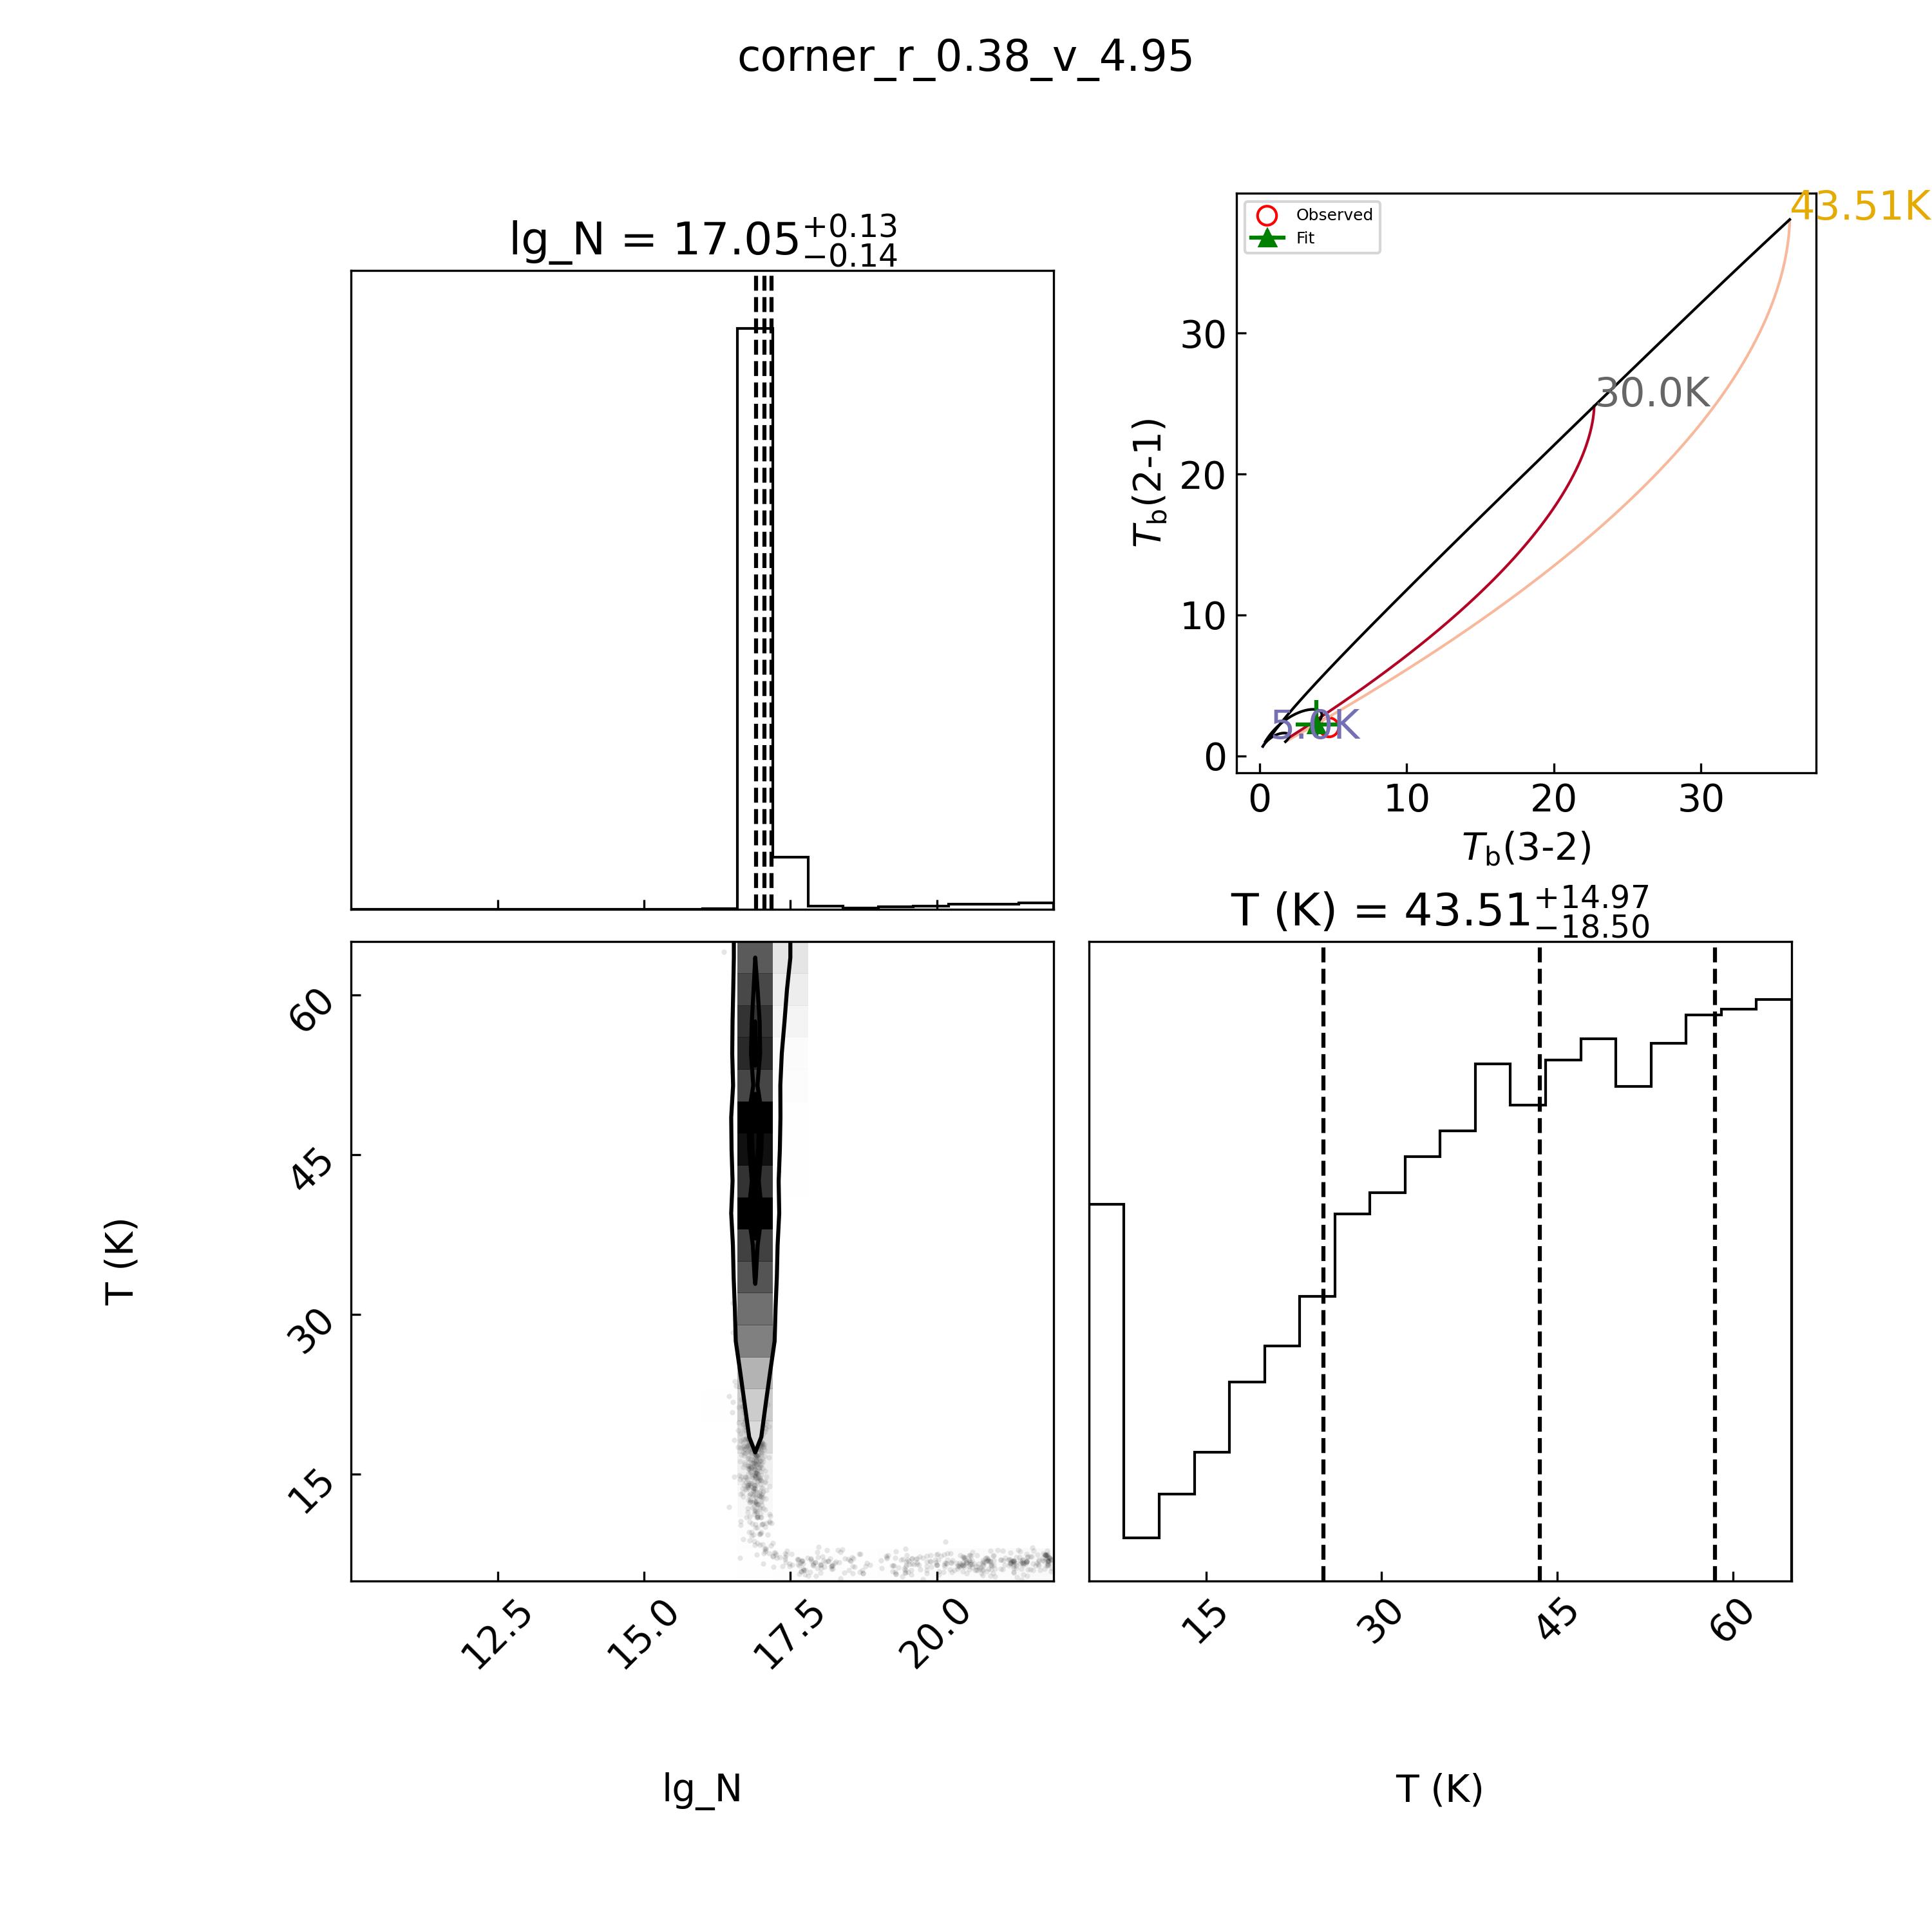 corner_r_0.38_v_4.95
lg_N = 17.05 +0.13 −0.14
43.51K
Observed
Fit
30.0K
5.0K
T_b(2-1)
30
20
10
0
0 10 20 30
T_b(3-2)
T (K) = 43.51 +14.97 −18.50
T (K)
60
45
30
15
12.5 15.0 17.5 20.0
15 30 45 60
lg_N
T (K)